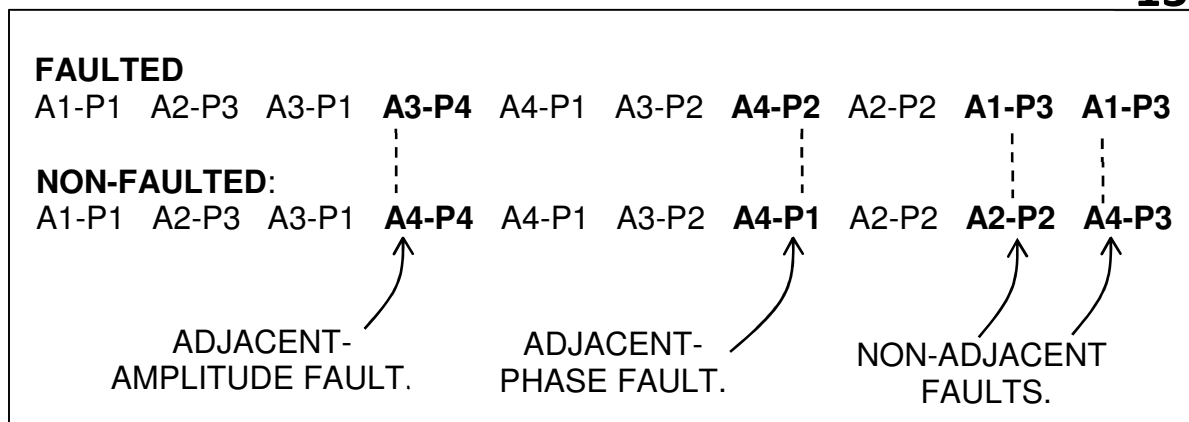 FAULTED
A1-P1 A2-P3 A3-P1 A3-P4 A4-P1 A3-P2 A4-P2 A2-P2 A1-P3 A1-P3
NON-FAULTED:
A1-P1 A2-P3 A3-P1 A4-P4 A4-P1 A3-P2 A4-P1 A2-P2 A2-P2 A4-P3
ADJACENT-
AMPLITUDE FAULT.
ADJACENT-
PHASE FAULT.
NON-ADJACENT
FAULTS.